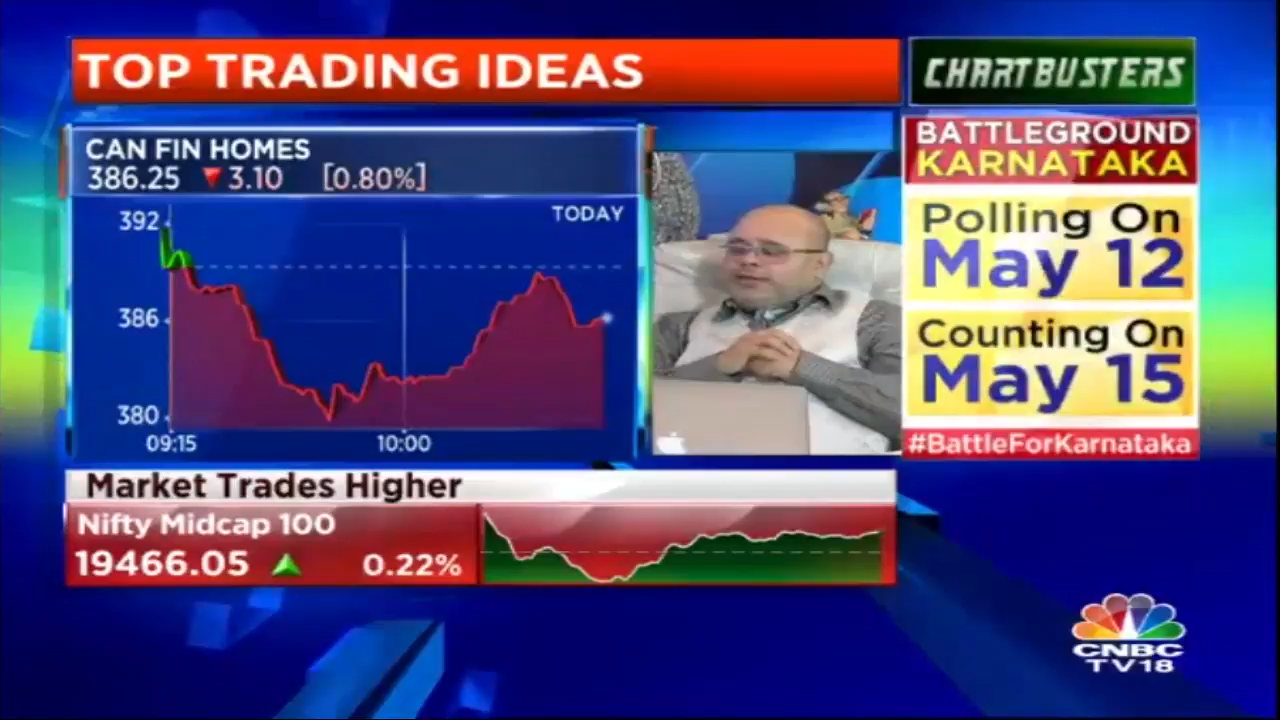 TOP TRADING IDEAS
CHARTBUSTERS
CAN FIN HOMES
386.25 ▼ 3.10 [0.80%]
TODAY
392
386
380
09:15 10:00
BATTLEGROUND
KARNATAKA
Polling On
May 12
Counting On
May 15
#BattleForKarnataka
Market Trades Higher
Nifty Midcap 100
19466.05 ▲ 0.22%
CNBC
TV18